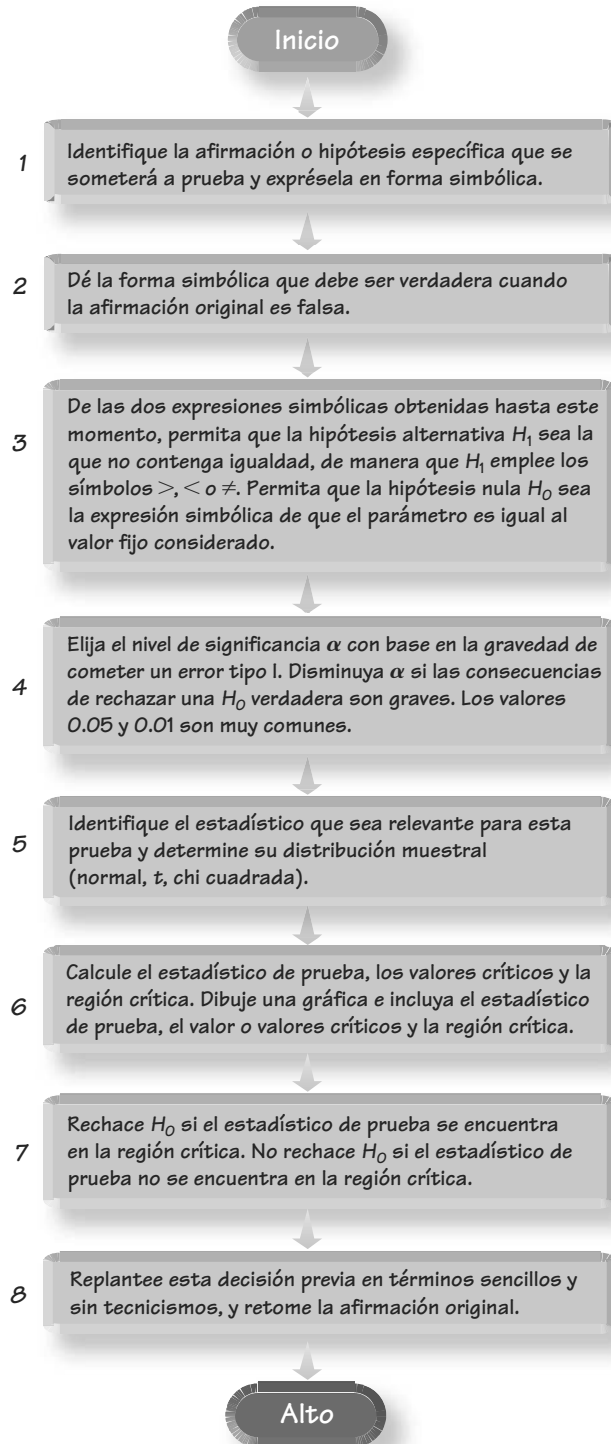 Inicio
1
Identifique la afirmación o hipótesis específica que se
someterá a prueba y exprésela en forma simbólica.
2
Dé la forma simbólica que debe ser verdadera cuando
la afirmación original es falsa.
3
De las dos expresiones simbólicas obtenidas hasta este
momento, permita que la hipótesis alternativa H₁ sea la
que no contenga igualdad, de manera que H₁ emplee los
símbolos >, < o ≠. Permita que la hipótesis nula H₀ sea
la expresión simbólica de que el parámetro es igual al
valor fijo considerado.
4
Elija el nivel de significancia α con base en la gravedad de
cometer un error tipo I. Disminuya α si las consecuencias
de rechazar una H₀ verdadera son graves. Los valores
0.05 y 0.01 son muy comunes.
5
Identifique el estadístico que sea relevante para esta
prueba y determine su distribución muestral
(normal, t, chi cuadrada).
6
Calcule el estadístico de prueba, los valores críticos y la
región crítica. Dibuje una gráfica e incluya el estadístico
de prueba, el valor o valores críticos y la región crítica.
7
Rechace H₀ si el estadístico de prueba se encuentra
en la región crítica. No rechace H₀ si el estadístico de
prueba no se encuentra en la región crítica.
8
Replantee esta decisión previa en términos sencillos y
sin tecnicismos, y retome la afirmación original.
Alto